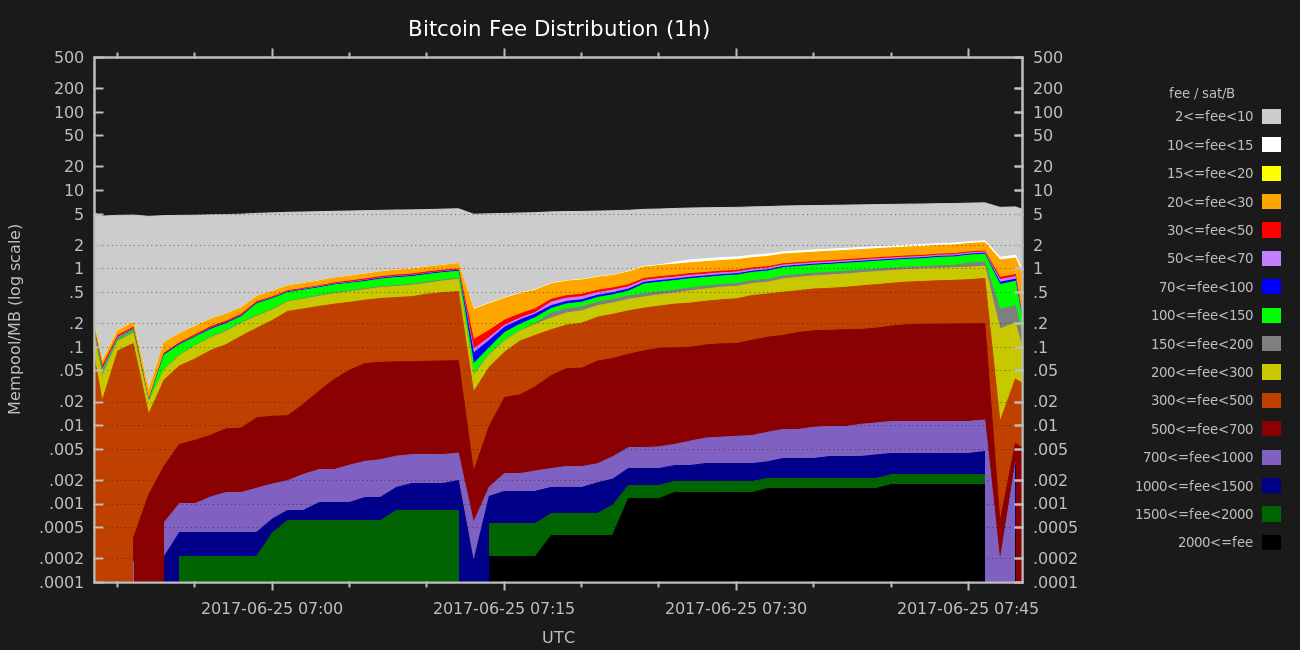 Bitcoin Fee Distribution (1h)
Mempool/MB (log scale)
500
200
100
50
20
10
5
2
1
.5
.2
.1
.05
.02
.01
.005
.002
.001
.0005
.0002
.0001
500
200
100
50
20
10
5
2
1
.5
.2
.1
.05
.02
.01
.005
.002
.001
.0005
.0002
.0001
2017-06-25 07:00
2017-06-25 07:15
2017-06-25 07:30
2017-06-25 07:45
UTC
fee / sat/B
2<=fee<10
10<=fee<15
15<=fee<20
20<=fee<30
30<=fee<50
50<=fee<70
70<=fee<100
100<=fee<150
150<=fee<200
200<=fee<300
300<=fee<500
500<=fee<700
700<=fee<1000
1000<=fee<1500
1500<=fee<2000
2000<=fee